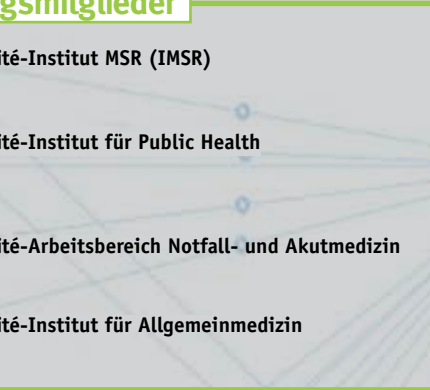 gsmitglieder
ité-Institut MSR (IMSR)
ité-Institut für Public Health
ité-Arbeitsbereich Notfall- und Akutmedizin
ité-Institut für Allgemeinmedizin